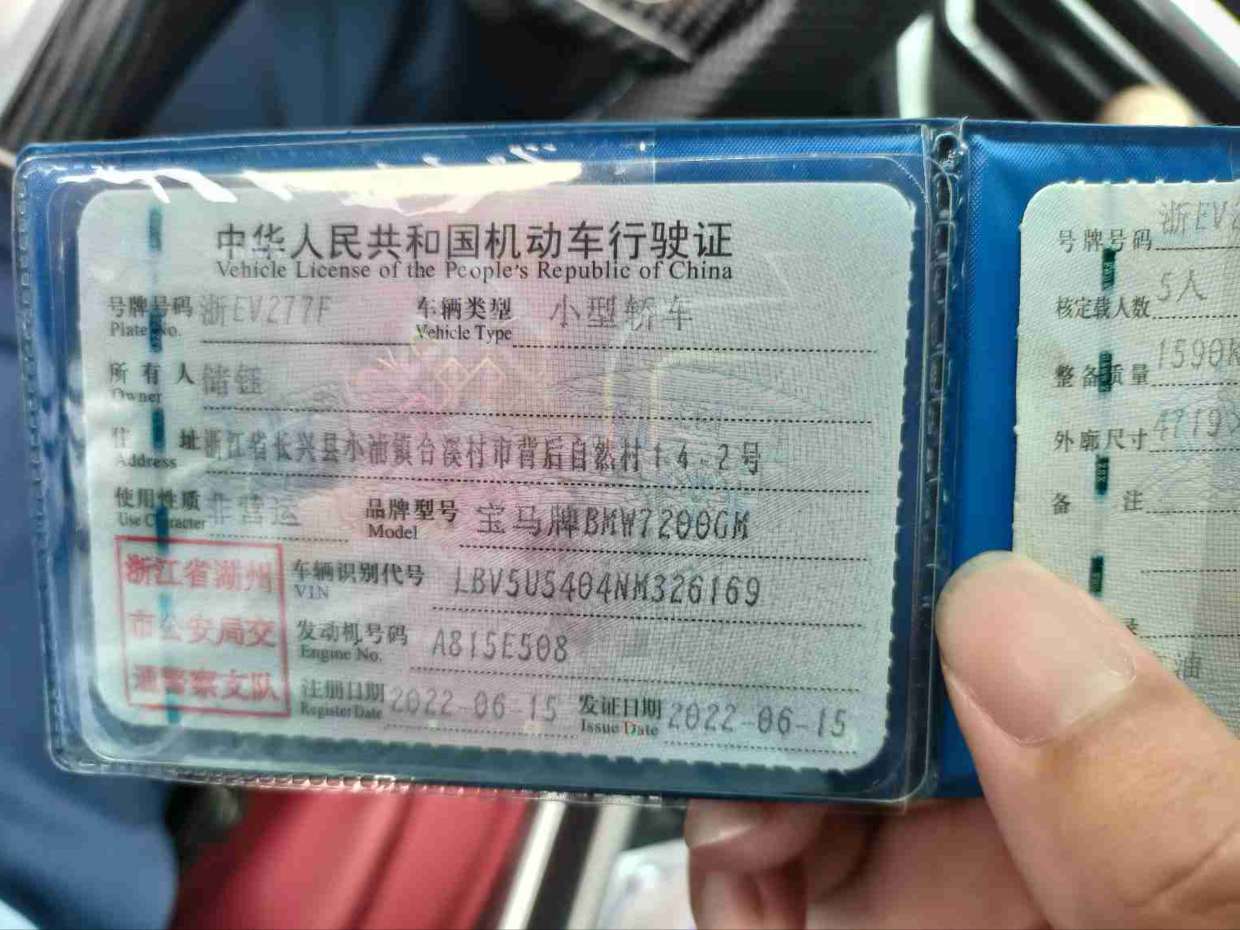 中华人民共和国机动车行驶证
Vehicle License of the People's Republic of China
号牌号码 浙EV277F 车辆类型 小型轿车
Plate No. Vehicle Type
所有人 储钰
Owner
住址 浙江省长兴县小浦镇合溪村市背后自然村1-4-2号
Address
使用性质 非营运 品牌型号 宝马牌BMW7200GM
Use Character Model
浙江省湖州
市公安局交
通警察支队
车辆识别代号 LBV5U5404NM326169
VIN
发动机号码 A815E508
Engine No.
注册日期 2022-06-15 发证日期 2022-06-15
Register Date Issue Date
号牌号码 浙EV2
核定载人数 5人
整备质量 1590K
外廓尺寸 4719
备注
油